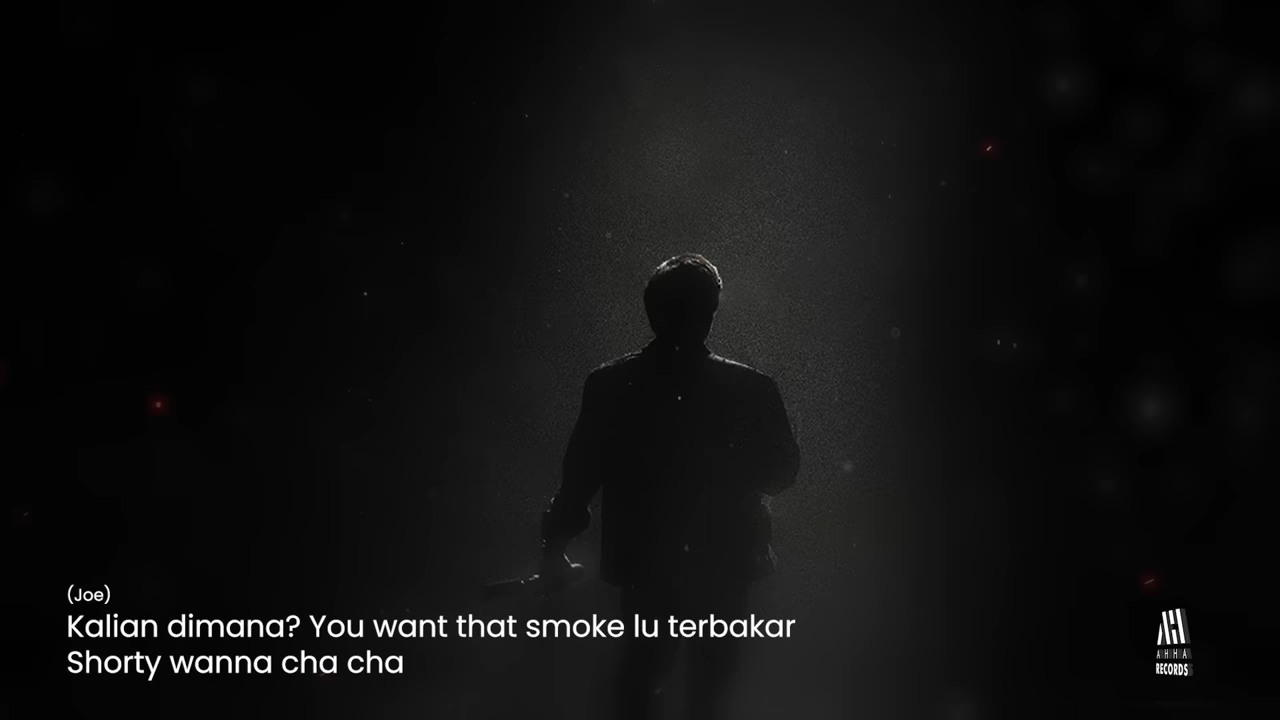 (Joe)
Kalian dimana? You want that smoke lu terbakar
Shorty wanna cha cha
AHHA
RECORDS